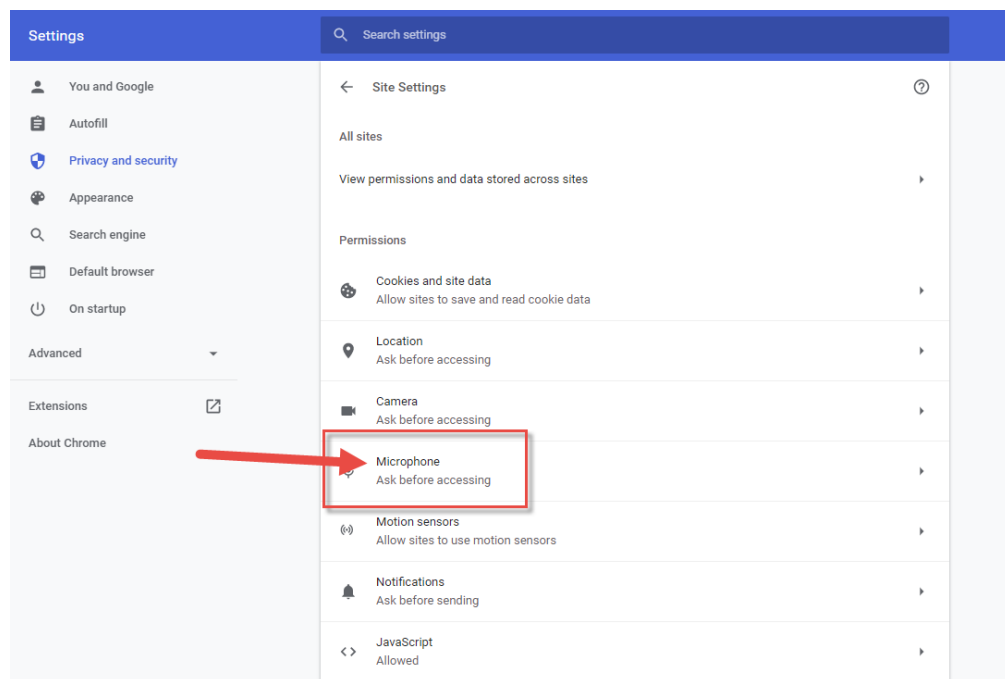 Settings
Search settings
You and Google
Autofill
Privacy and security
Appearance
Search engine
Default browser
On startup
Advanced
Extensions
About Chrome
Site Settings
All sites
View permissions and data stored across sites
Permissions
Cookies and site data
Allow sites to save and read cookie data
Location
Ask before accessing
Camera
Ask before accessing
Microphone
Ask before accessing
Motion sensors
Allow sites to use motion sensors
Notifications
Ask before sending
JavaScript
Allowed